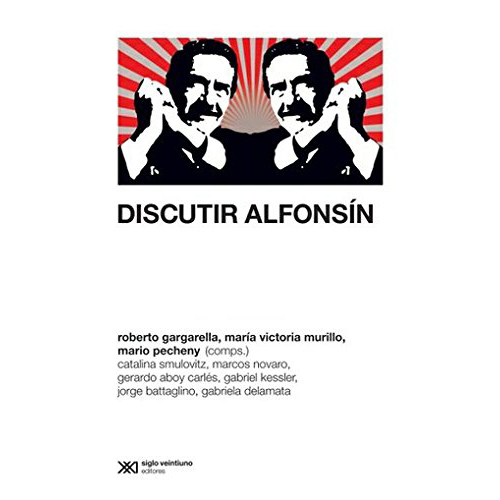 DISCUTIR ALFONSÍN
roberto gargarella, maría victoria murillo,
mario pecheny (comps.)
catalina smulovitz, marcos novaro,
gerardo aboy carlés, gabriel kessler,
jorge battaglino, gabriela delamata
siglo veintiuno
editores